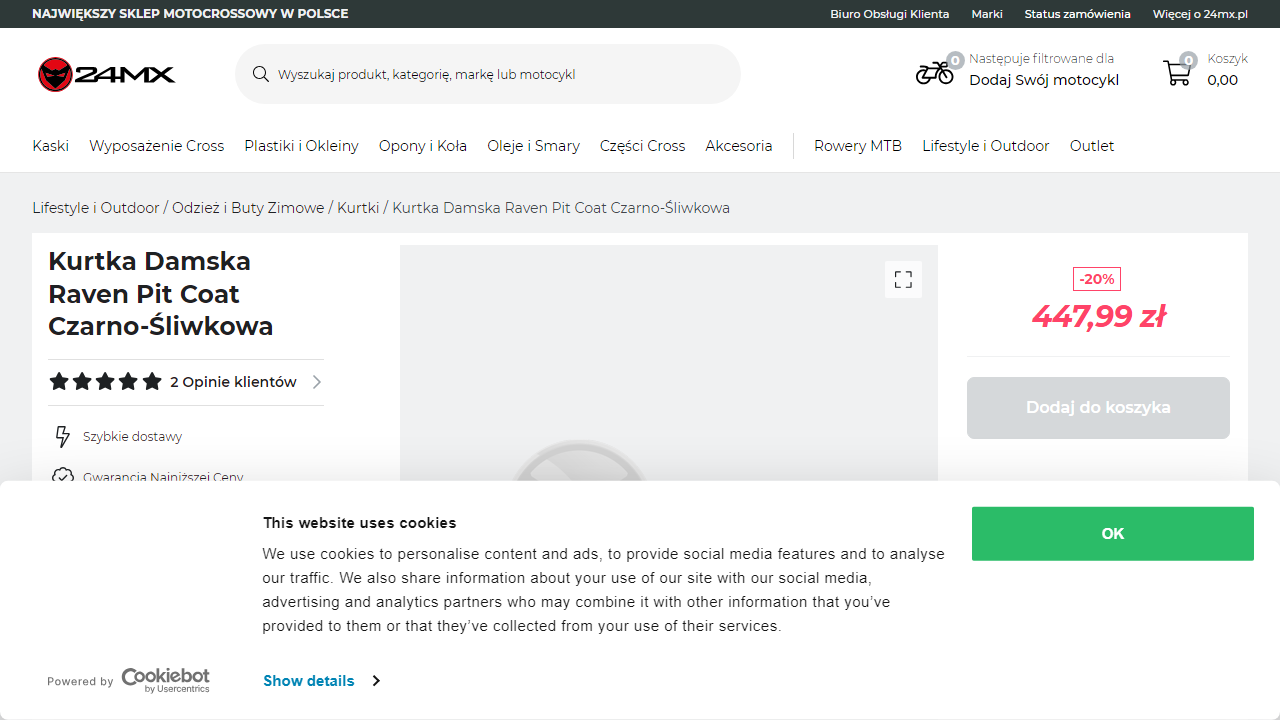 NAJWIĘKSZY SKLEP MOTOCROSSOWY W POLSCE
Biuro Obsługi Klienta
Marki
Status zamówienia
Więcej o 24mx.pl
24MX
Wyszukaj produkt, kategorię, markę lub motocykl
0
Następuje filtrowane dla
Dodaj Swój motocykl
0
Koszyk
0,00
Kaski
Wyposażenie Cross
Plastiki i Okleiny
Opony i Koła
Oleje i Smary
Części Cross
Akcesoria
Rowery MTB
Lifestyle i Outdoor
Outlet
Lifestyle i Outdoor / Odzież i Buty Zimowe / Kurtki / Kurtka Damska Raven Pit Coat Czarno-Śliwkowa
Kurtka Damska
Raven Pit Coat
Czarno-Śliwkowa
2 Opinie klientów
Szybkie dostawy
Gwarancja Najniższej Ceny
-20%
447,99 zł
Dodaj do koszyka
This website uses cookies
We use cookies to personalise content and ads, to provide social media features and to analyse
our traffic. We also share information about your use of our site with our social media,
advertising and analytics partners who may combine it with other information that you’ve
provided to them or that they’ve collected from your use of their services.
OK
Powered by Cookiebot
by Usercentrics
Show details